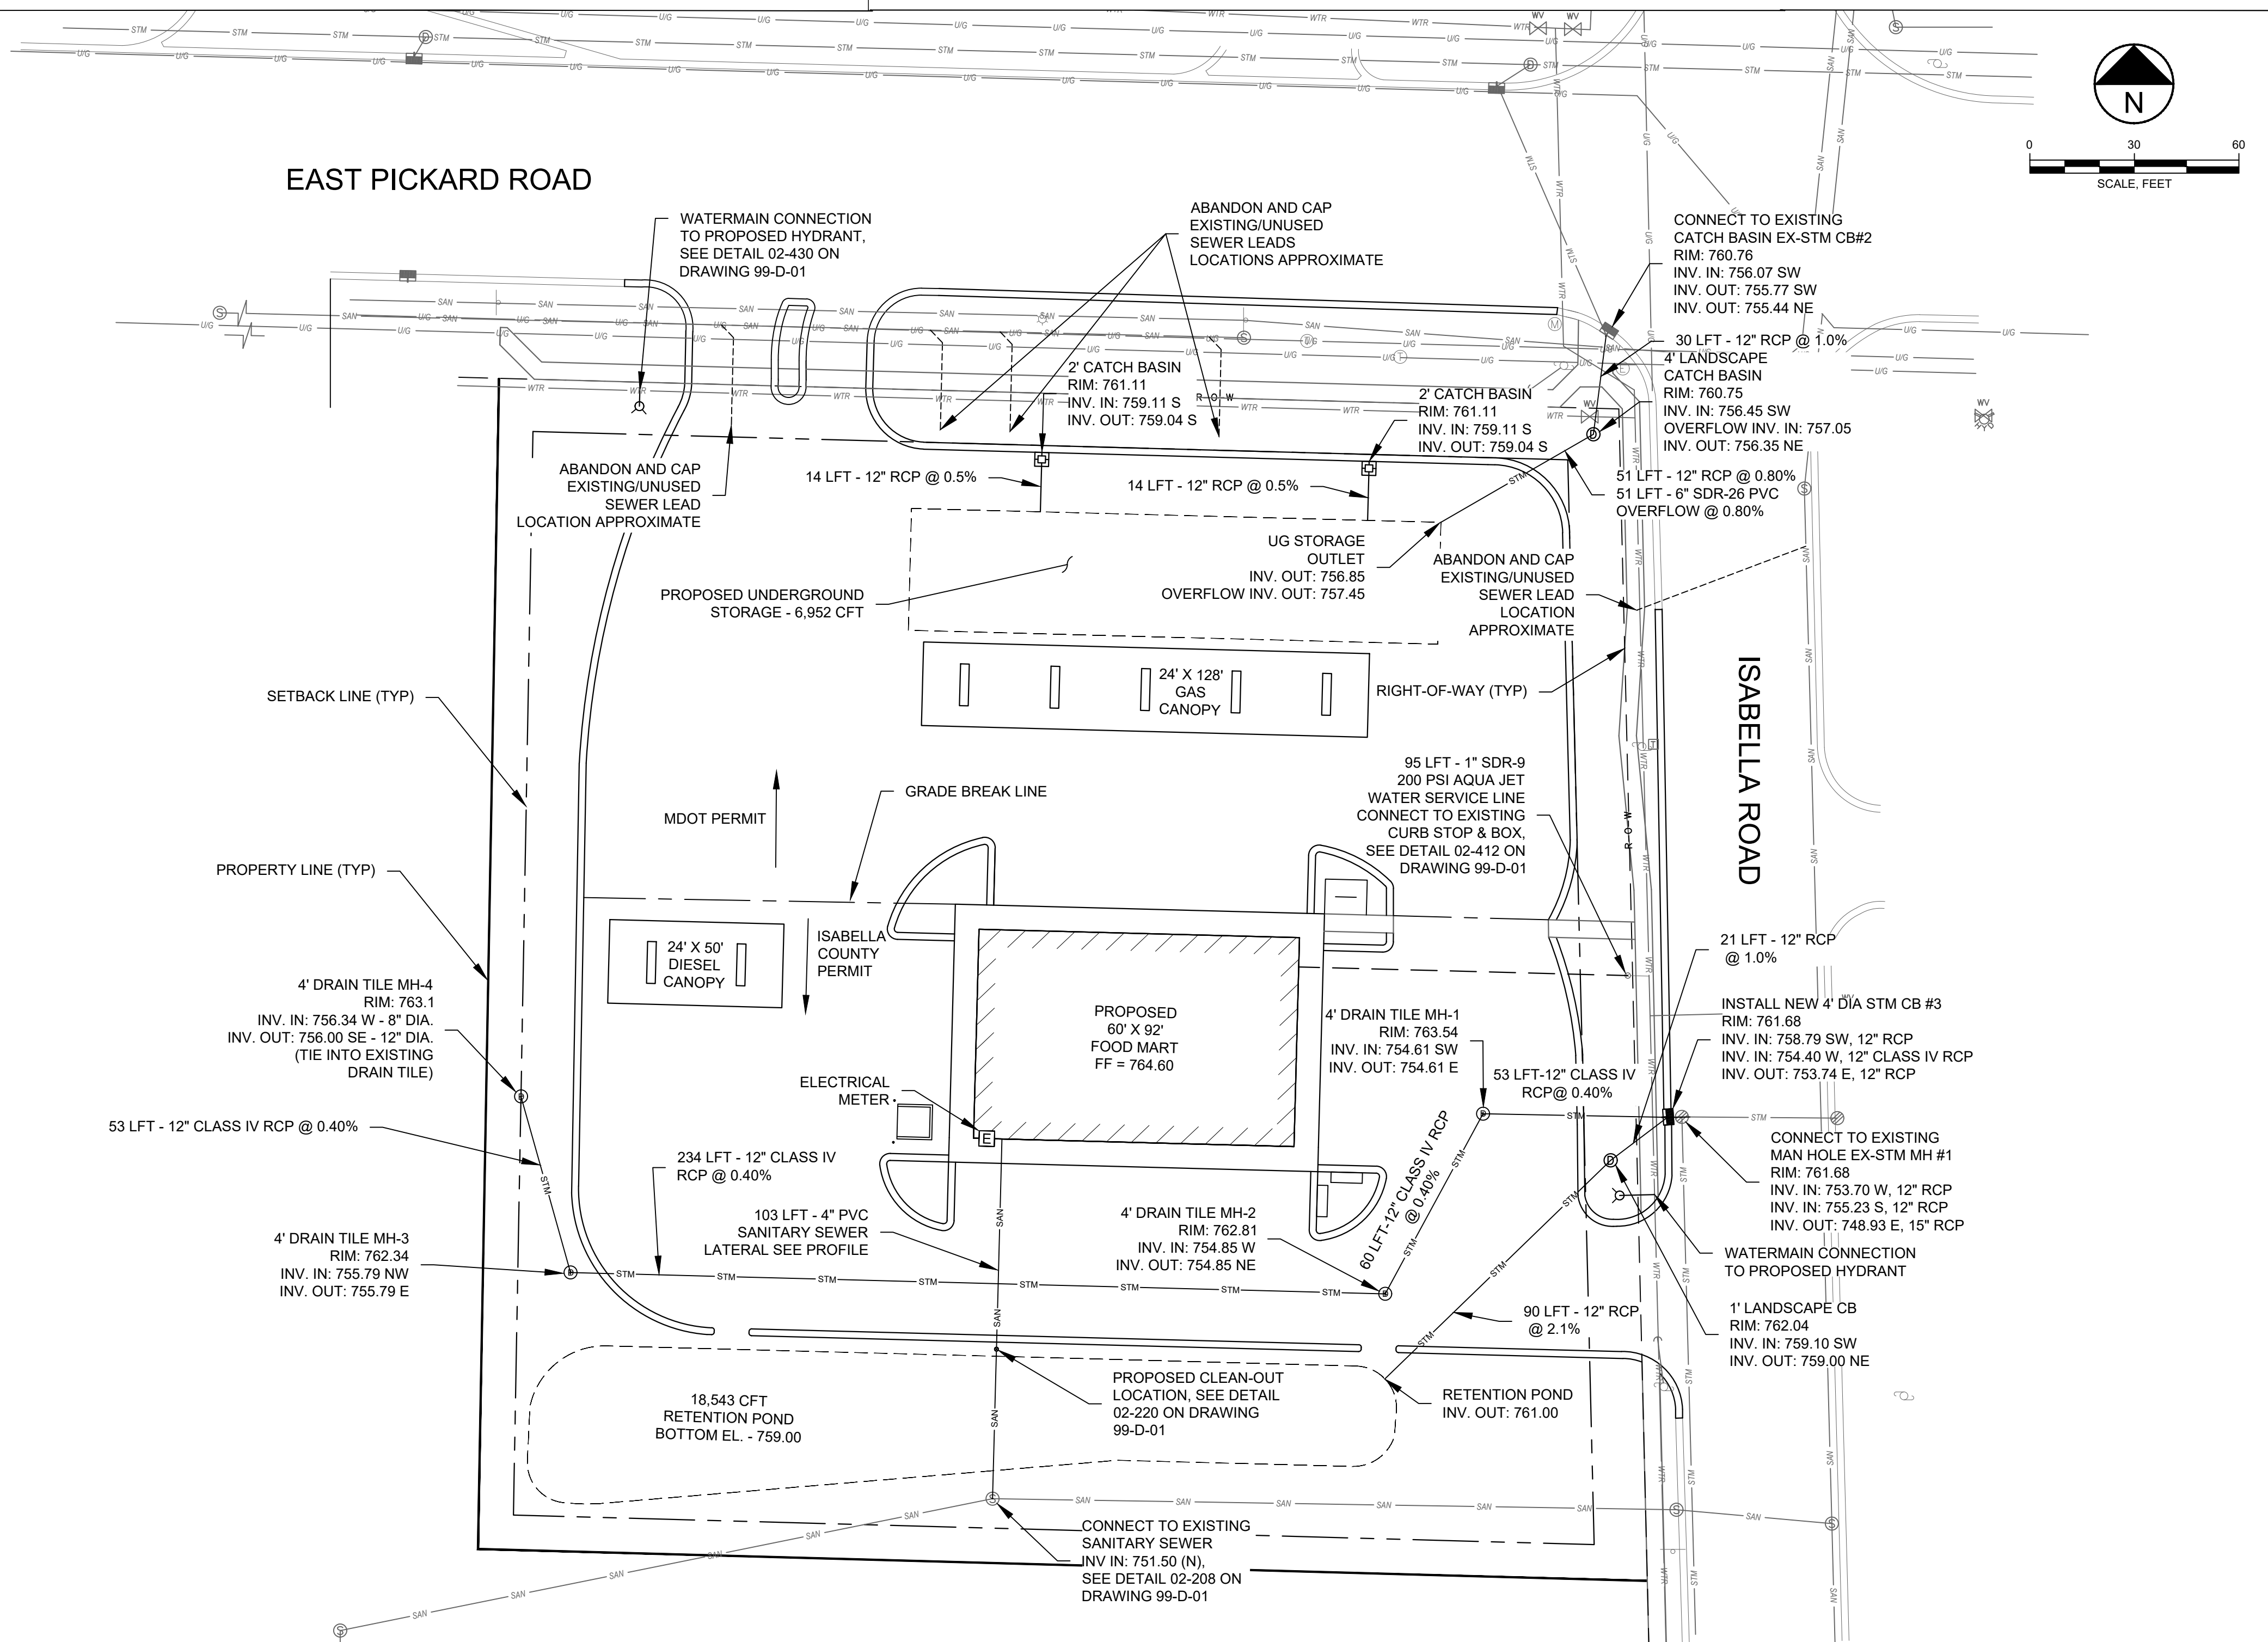 EAST PICKARD ROAD
N
0 30 60
SCALE, FEET
WATERMAIN CONNECTION
TO PROPOSED HYDRANT,
SEE DETAIL 02-430 ON
DRAWING 99-D-01
ABANDON AND CAP
EXISTING/UNUSED
SEWER LEADS
LOCATIONS APPROXIMATE
CONNECT TO EXISTING
CATCH BASIN EX-STM CB#2
RIM: 760.76
INV. IN: 756.07 SW
INV. OUT: 755.77 SW
INV. OUT: 755.44 NE
30 LFT - 12" RCP @ 1.0%
4' LANDSCAPE
CATCH BASIN
RIM: 760.75
INV. IN: 756.45 SW
OVERFLOW INV. IN: 757.05
INV. OUT: 756.35 NE
2' CATCH BASIN
RIM: 761.11
INV. IN: 759.11 S
INV. OUT: 759.04 S
2' CATCH BASIN
RIM: 761.11
INV. IN: 759.11 S
INV. OUT: 759.04 S
R-O-W
ABANDON AND CAP
EXISTING/UNUSED
SEWER LEAD
LOCATION APPROXIMATE
14 LFT - 12" RCP @ 0.5%
14 LFT - 12" RCP @ 0.5%
51 LFT - 12" RCP @ 0.80%
51 LFT - 6" SDR-26 PVC
OVERFLOW @ 0.80%
UG STORAGE
OUTLET
INV. OUT: 756.85
OVERFLOW INV. OUT: 757.45
ABANDON AND CAP
EXISTING/UNUSED
SEWER LEAD
LOCATION
APPROXIMATE
PROPOSED UNDERGROUND
STORAGE - 6,952 CFT
24' X 128'
GAS
CANOPY
RIGHT-OF-WAY (TYP)
ISABELLA ROAD
SETBACK LINE (TYP)
95 LFT - 1" SDR-9
200 PSI AQUA JET
WATER SERVICE LINE
CONNECT TO EXISTING
CURB STOP & BOX,
SEE DETAIL 02-412 ON
DRAWING 99-D-01
R-O-W
GRADE BREAK LINE
MDOT PERMIT
PROPERTY LINE (TYP)
24' X 50'
DIESEL
CANOPY
ISABELLA
COUNTY
PERMIT
21 LFT - 12" RCP
@ 1.0%
4' DRAIN TILE MH-4
RIM: 763.1
INV. IN: 756.34 W - 8" DIA.
INV. OUT: 756.00 SE - 12" DIA.
(TIE INTO EXISTING
DRAIN TILE)
PROPOSED
60' X 92'
FOOD MART
FF = 764.60
4' DRAIN TILE MH-1
RIM: 763.54
INV. IN: 754.61 SW
INV. OUT: 754.61 E
INSTALL NEW 4' DIA STM CB #3
RIM: 761.68
INV. IN: 758.79 SW, 12" RCP
INV. IN: 754.40 W, 12" CLASS IV RCP
INV. OUT: 753.74 E, 12" RCP
ELECTRICAL
METER
E
53 LFT-12" CLASS IV
RCP@ 0.40%
53 LFT - 12" CLASS IV RCP @ 0.40%
60 LFT-12" CLASS IV RCP
@ 0.40%
CONNECT TO EXISTING
MAN HOLE EX-STM MH #1
RIM: 761.68
INV. IN: 753.70 W, 12" RCP
INV. IN: 755.23 S, 12" RCP
INV. OUT: 748.93 E, 15" RCP
234 LFT - 12" CLASS IV
RCP @ 0.40%
103 LFT - 4" PVC
SANITARY SEWER
LATERAL SEE PROFILE
4' DRAIN TILE MH-2
RIM: 762.81
INV. IN: 754.85 W
INV. OUT: 754.85 NE
4' DRAIN TILE MH-3
RIM: 762.34
INV. IN: 755.79 NW
INV. OUT: 755.79 E
WATERMAIN CONNECTION
TO PROPOSED HYDRANT
90 LFT - 12" RCP
@ 2.1%
1' LANDSCAPE CB
RIM: 762.04
INV. IN: 759.10 SW
INV. OUT: 759.00 NE
18,543 CFT
RETENTION POND
BOTTOM EL. - 759.00
PROPOSED CLEAN-OUT
LOCATION, SEE DETAIL
02-220 ON DRAWING
99-D-01
RETENTION POND
INV. OUT: 761.00
CONNECT TO EXISTING
SANITARY SEWER
INV IN: 751.50 (N),
SEE DETAIL 02-208 ON
DRAWING 99-D-01